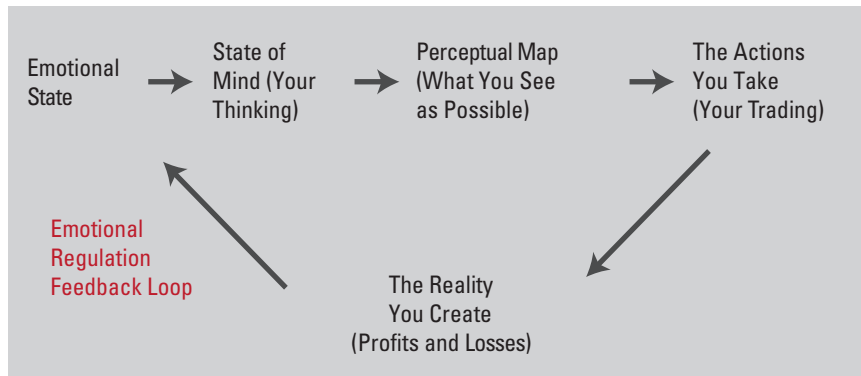 Emotional
State
State of
Mind (Your
Thinking)
Perceptual Map
(What You See
as Possible)
The Actions
You Take
(Your Trading)
Emotional
Regulation
Feedback Loop
The Reality
You Create
(Profits and Losses)